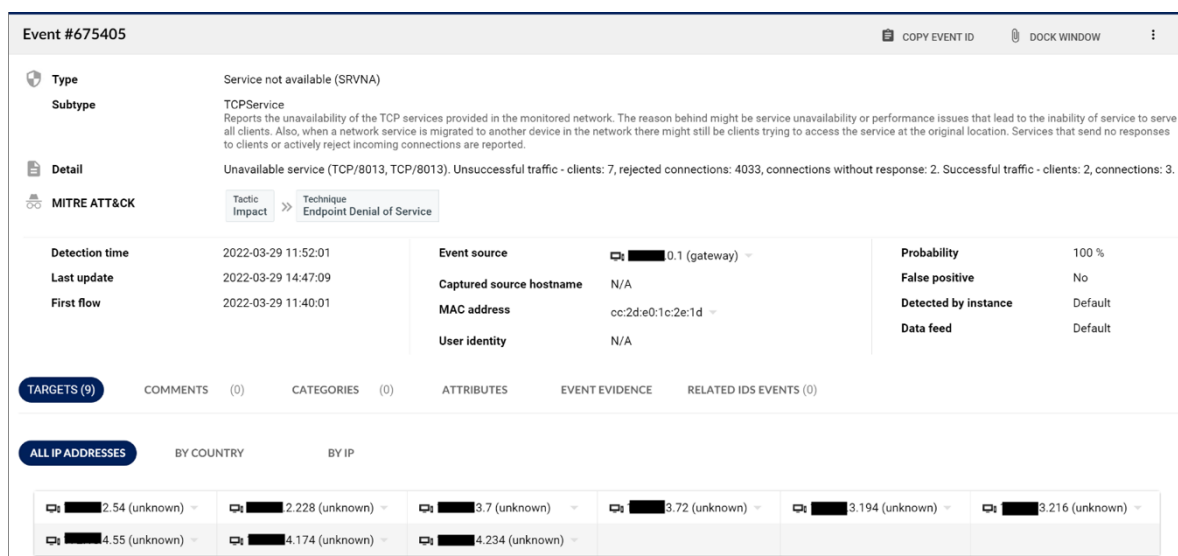 Event #675405 COPY EVENT ID DOCK WINDOW
Type Service not available (SRVNA)
Subtype TCPService
Reports the unavailability of the TCP services provided in the monitored network. The reason behind might be service unavailability or performance issues that lead to the inability of service to serve
all clients. Also, when a network service is migrated to another device in the network there might still be clients trying to access the service at the original location. Services that send no responses
to clients or actively reject incoming connections are reported.
Detail Unavailable service (TCP/8013, TCP/8013). Unsuccessful traffic - clients: 7, rejected connections: 4033, connections without response: 2. Successful traffic - clients: 2, connections: 3.
MITRE ATT&CK Tactic Impact >> Technique Endpoint Denial of Service
Detection time 2022-03-29 11:52:01 Event source .0.1 (gateway) Probability 100 %
Last update 2022-03-29 14:47:09 Captured source hostname N/A False positive No
First flow 2022-03-29 11:40:01 MAC address cc:2d:e0:1c:2e:1d Detected by instance Default
User identity N/A Data feed Default
TARGETS (9) COMMENTS (0) CATEGORIES (0) ATTRIBUTES EVENT EVIDENCE RELATED IDS EVENTS (0)
ALL IP ADDRESSES BY COUNTRY BY IP
2.54 (unknown) .2.228 (unknown) 3.7 (unknown) 3.72 (unknown) .3.194 (unknown) 3.216 (unknown)
4.55 (unknown) 4.174 (unknown) 4.234 (unknown)